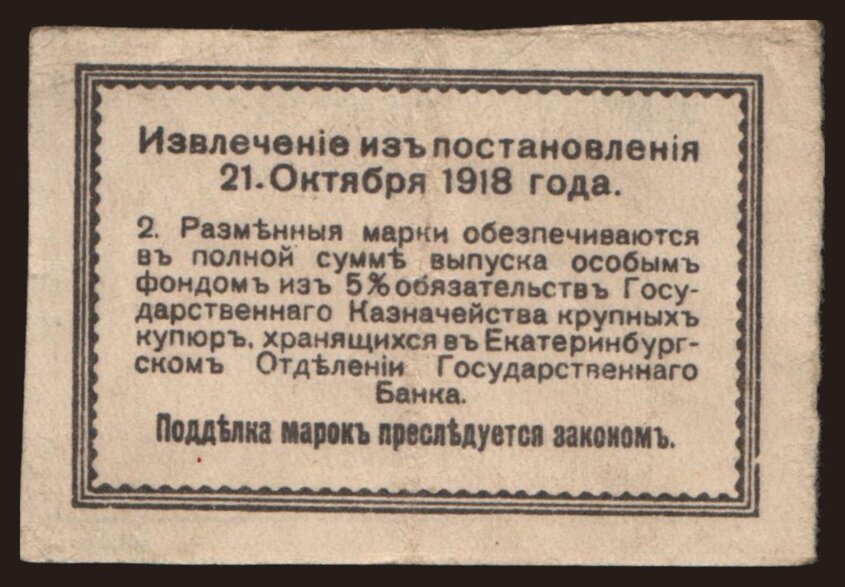 Извлеченіе изъ постановленія
21. Октября 1918 года.
2. Размѣнныя марки обезпечиваются
въ полной суммѣ выпуска особымъ
фондомъ изъ 5% обязательствъ Госу-
дарственнаго Казначейства крупныхъ
купюръ, хранящихся въ Екатеринбург-
скомъ Отдѣленіи Государственнаго
Банка.
Поддѣлка марокъ преслѣдуется закономъ.